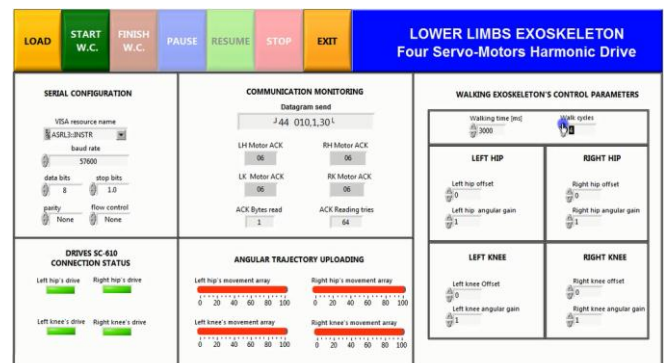 LOAD
START W.C.
FINISH W.C.
PAUSE
RESUME
STOP
EXIT
LOWER LIMBS EXOSKELETON
Four Servo-Motors Harmonic Drive
SERIAL CONFIGURATION
VISA resource name
ASRL3::INSTR
baud rate
57600
data bits
8
stop bits
1.0
parity
None
flow control
None
COMMUNICATION MONITORING
Datagram send
┘44 010,1,30└
LH Motor ACK
06
RH Motor ACK
06
LK Motor ACK
06
RK Motor ACK
06
ACK Bytes read
1
ACK Reading tries
64
WALKING EXOSKELETON'S CONTROL PARAMETERS
Walking time [ms]
3000
Walk cycles
LEFT HIP
Left hip offset
0
Left hip angular gain
1
RIGHT HIP
Right hip offset
0
Right hip angular gain
1
LEFT KNEE
Left knee Offset
0
Left knee angular gain
1
RIGHT KNEE
Right knee offset
0
Right knee angular gain
1
DRIVES SC-610
CONNECTION STATUS
Left hip's drive
Right hip's drive
Left knee's drive
Right knee's drive
ANGULAR TRAJECTORY UPLOADING
Left hip's movement array
0 20 40 60 80 100
Right hip's movement array
0 20 40 60 80 100
Left knee's movement array
0 20 40 60 80 100
Right knee's movement array
0 20 40 60 80 100